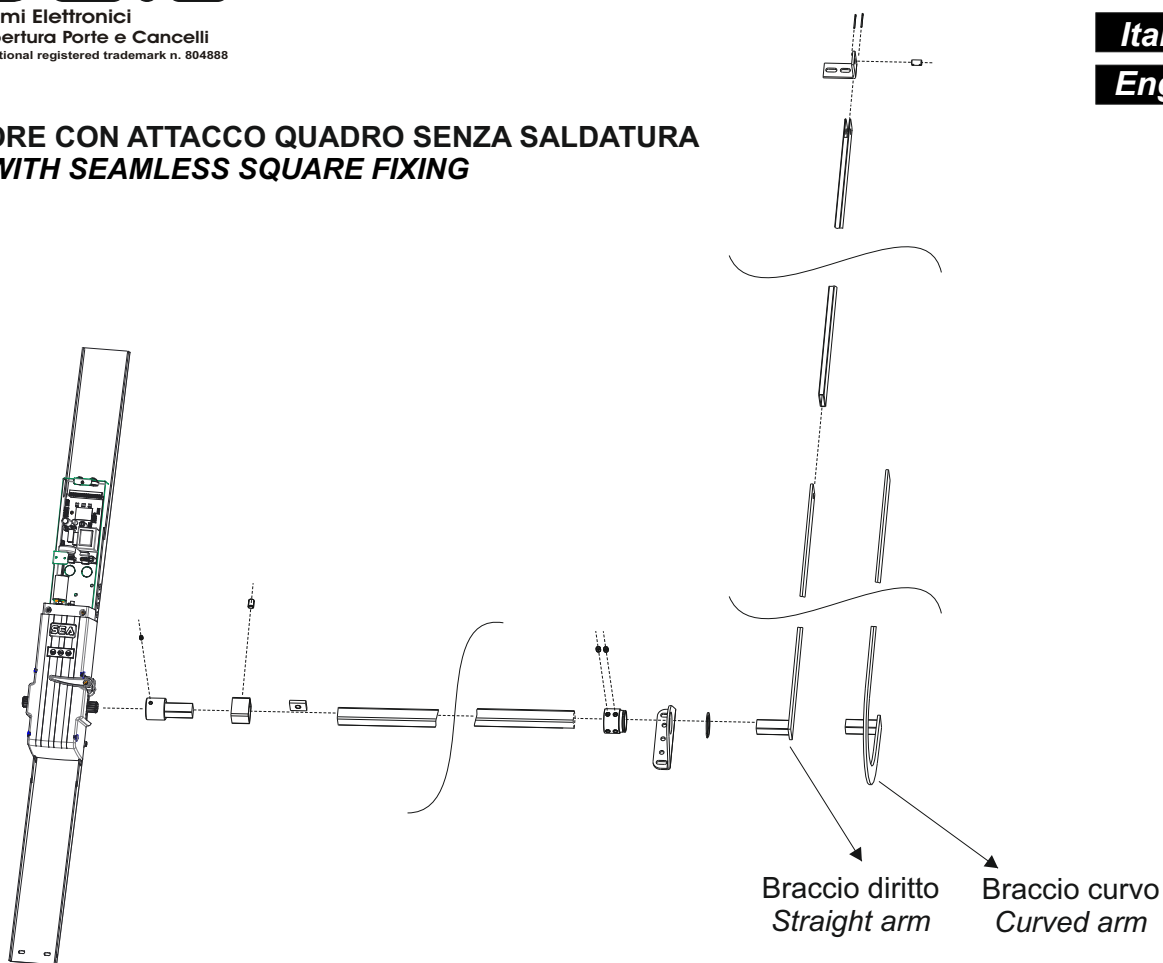 mi Elettronici
ertura Porte e Cancelli
tional registered trademark n. 804888
Ital
Eng
ORE CON ATTACCO QUADRO SENZA SALDATURA
WITH SEAMLESS SQUARE FIXING
SEA
Braccio diritto
Straight arm
Braccio curvo
Curved arm